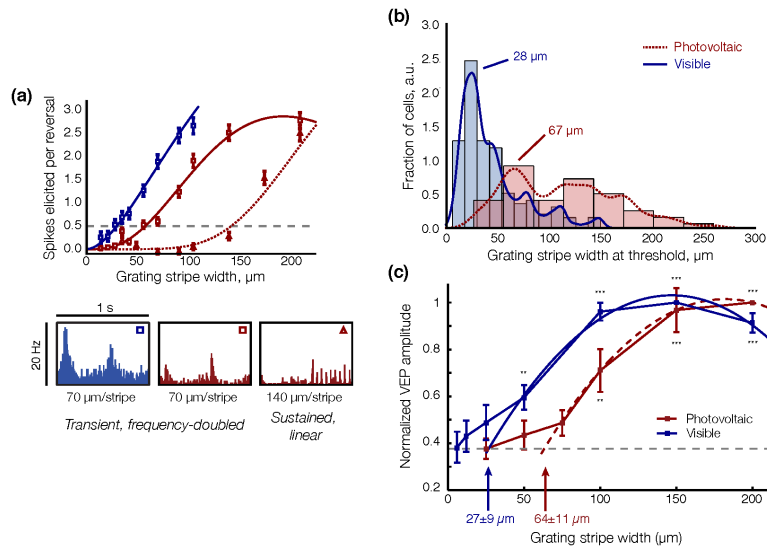 (a)
Spikes elicited per reversal
3.0
2.5
2.0
1.5
1.0
0.5
0.0
0
50
100
150
200
Grating stripe width, µm
1 s
20 Hz
70 µm/stripe
70 µm/stripe
140 µm/stripe
Transient, frequency-doubled
Sustained,
linear
(b)
Fraction of cells, a.u.
3.0
2.5
2.0
1.5
1.0
0.5
0.0
28 µm
67 µm
Photovoltaic
Visible
0
50
100
150
200
250
300
Grating stripe width at threshold, µm
(c)
Normalized VEP amplitude
1
0.8
0.6
0.4
0.2
**
***
**
***
***
***
***
Photovoltaic
Visible
0
50
100
150
200
27±9 µm
64±11 µm
Grating stripe width (µm)